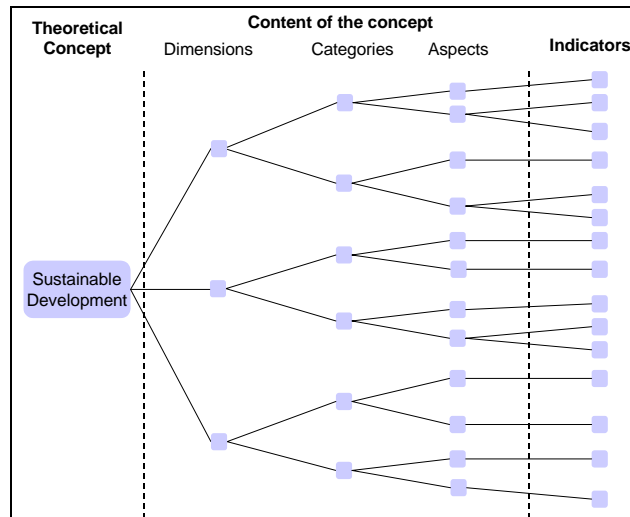 Theoretical
Concept
Content of the concept
Dimensions
Categories
Aspects
Indicators
Sustainable
Development